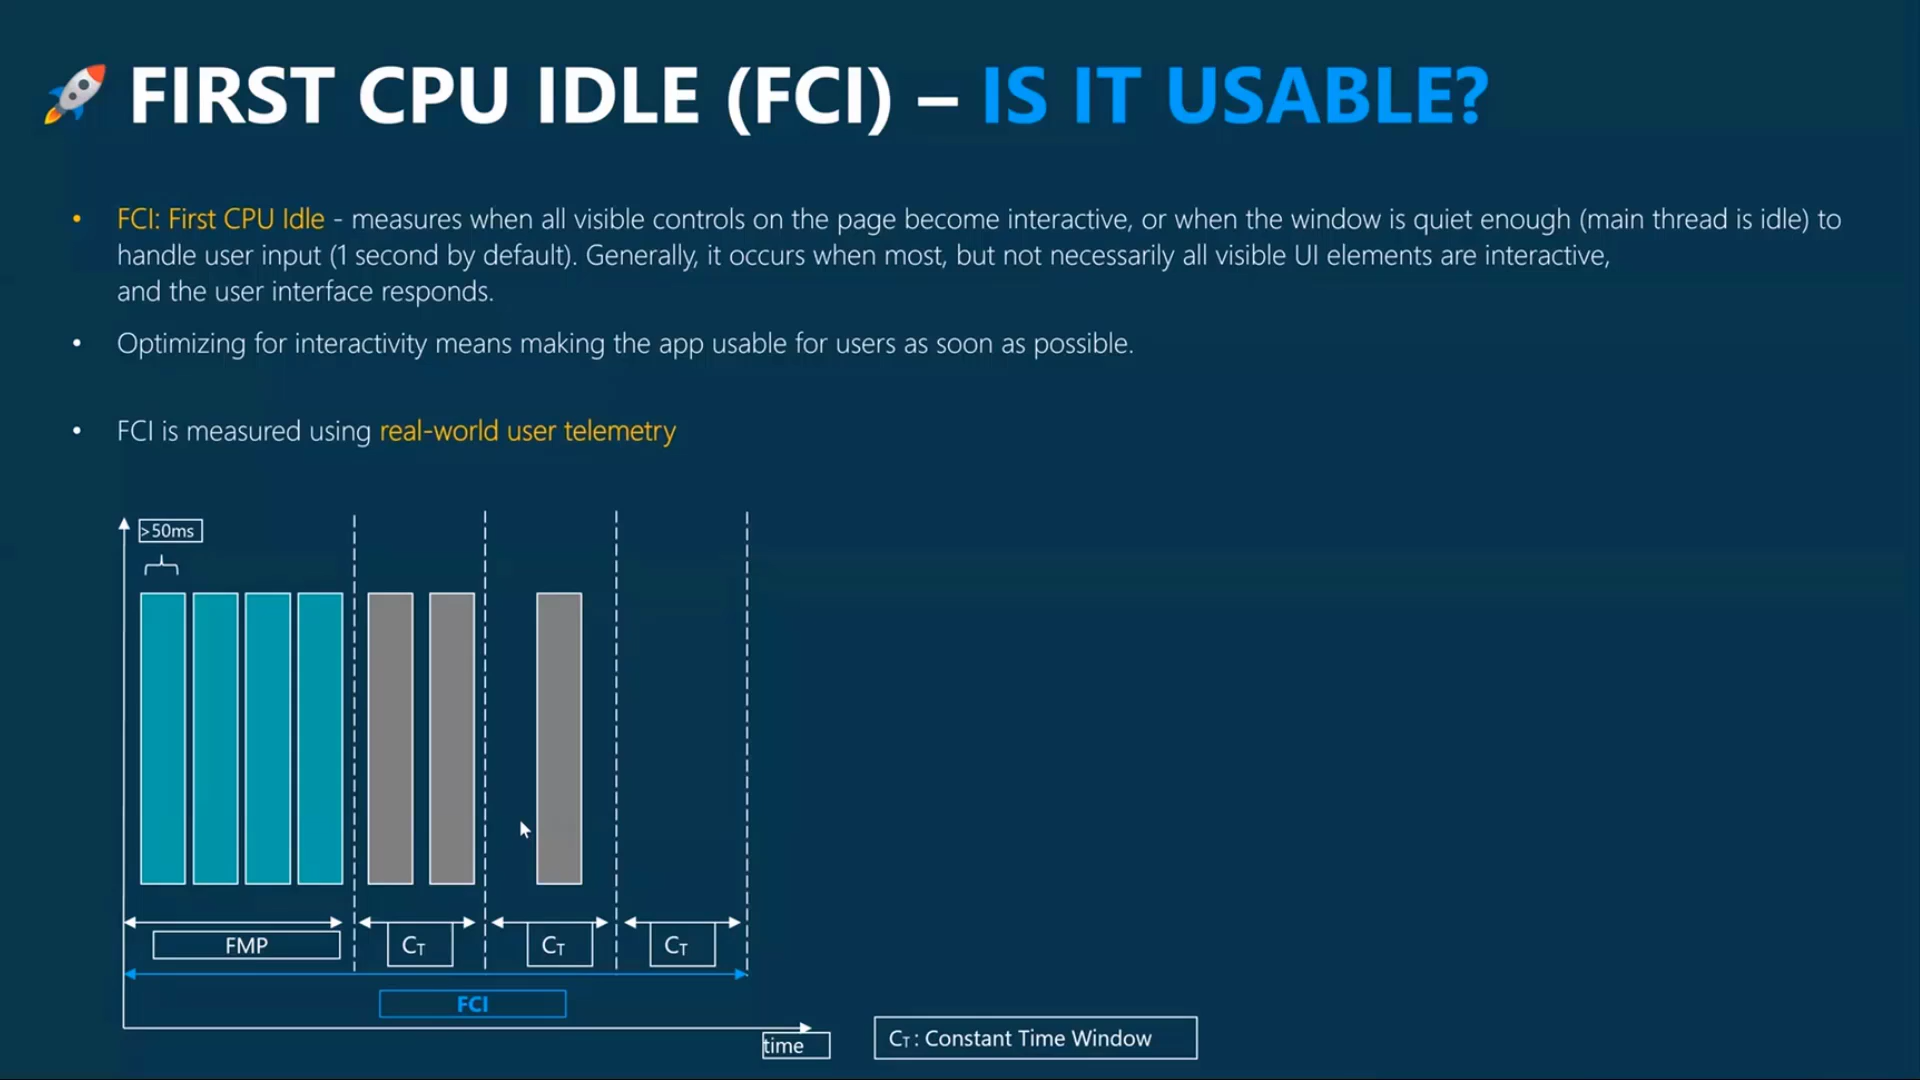 FIRST CPU IDLE (FCI) – IS IT USABLE?
• FCI: First CPU Idle - measures when all visible controls on the page become interactive, or when the window is quiet enough (main thread is idle) to
handle user input (1 second by default). Generally, it occurs when most, but not necessarily all visible UI elements are interactive,
and the user interface responds.
• Optimizing for interactivity means making the app usable for users as soon as possible.
• FCI is measured using real-world user telemetry
>50ms
FMP
CT
CT
CT
FCI
time
CT: Constant Time Window